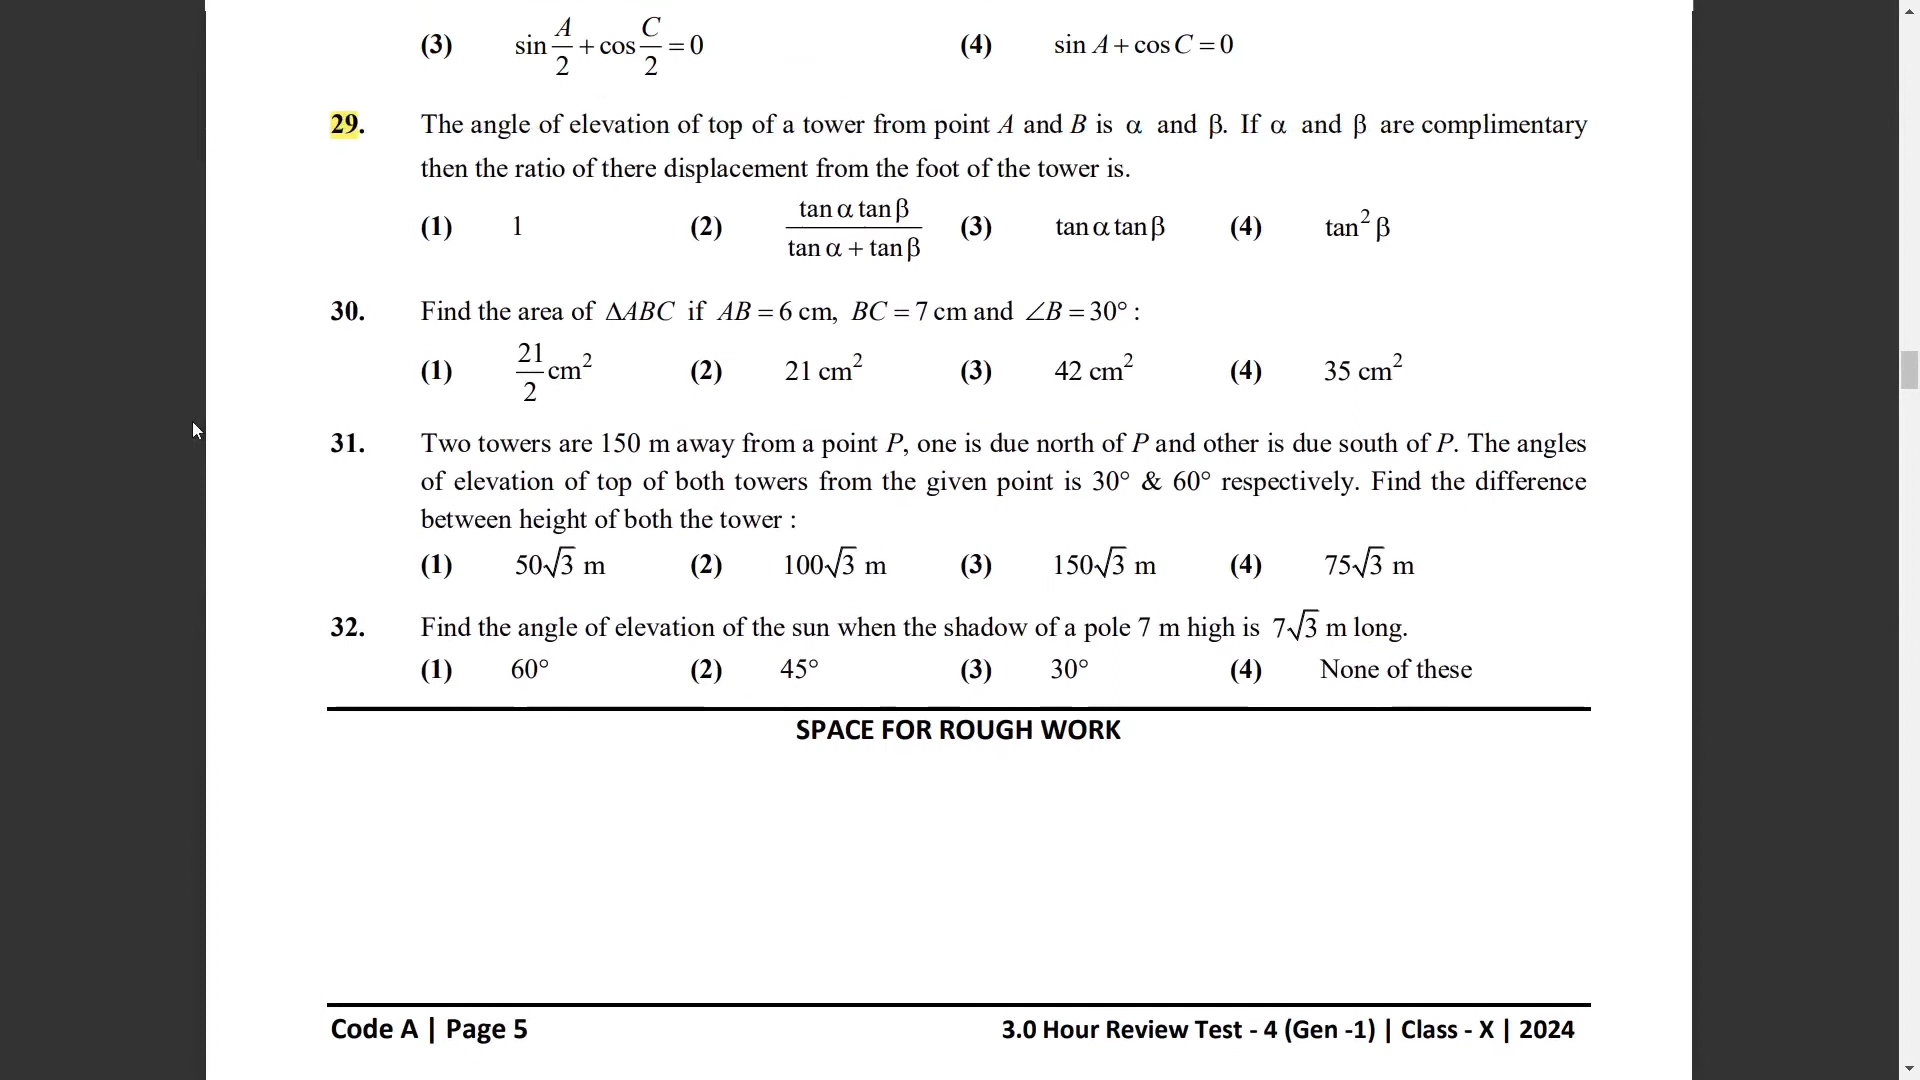 (3) sin A/2 + cos C/2 = 0 (4) sin A + cos C = 0
29. The angle of elevation of top of a tower from point A and B is α and β. If α and β are complimentary
then the ratio of there displacement from the foot of the tower is.
(1) 1 (2) tan α tan β / tan α + tan β (3) tan α tan β (4) tan² β
30. Find the area of ΔABC if AB = 6 cm, BC = 7 cm and ∠B = 30° :
(1) 21/2 cm² (2) 21 cm² (3) 42 cm² (4) 35 cm²
31. Two towers are 150 m away from a point P, one is due north of P and other is due south of P. The angles
of elevation of top of both towers from the given point is 30° & 60° respectively. Find the difference
between height of both the tower :
(1) 50√3 m (2) 100√3 m (3) 150√3 m (4) 75√3 m
32. Find the angle of elevation of the sun when the shadow of a pole 7 m high is 7√3 m long.
(1) 60° (2) 45° (3) 30° (4) None of these
SPACE FOR ROUGH WORK
Code A | Page 5 3.0 Hour Review Test - 4 (Gen -1) | Class - X | 2024